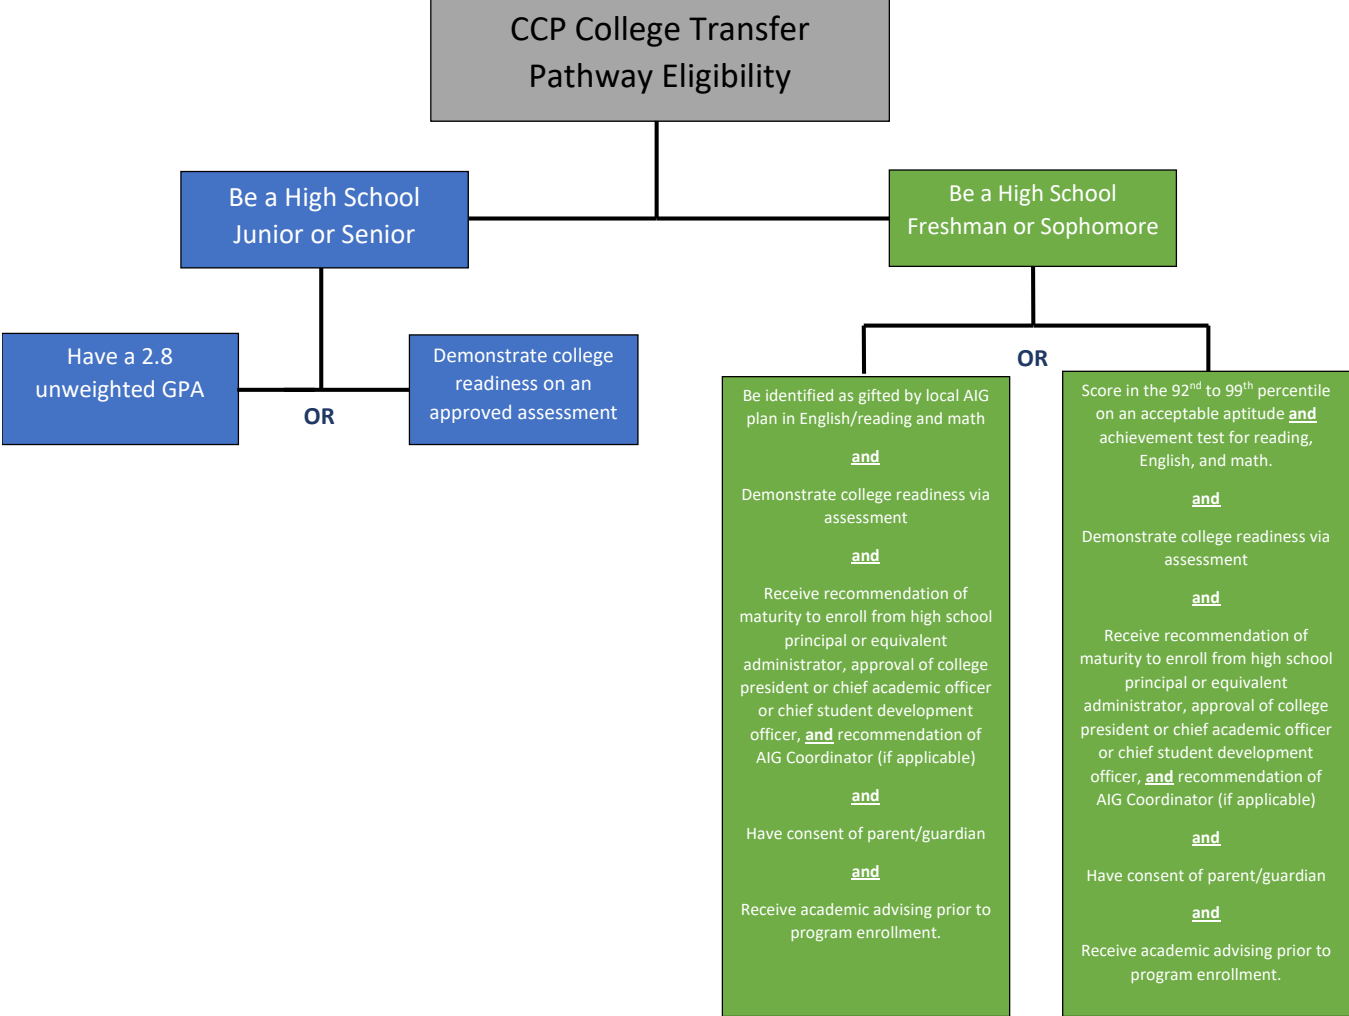 CCP College Transfer
Pathway Eligibility
Be a High School
Junior or Senior
Be a High School
Freshman or Sophomore
Have a 2.8
unweighted GPA
OR
Demonstrate college
readiness on an
approved assessment
OR
Be identified as gifted by local AIG
plan in English/reading and math
and
Demonstrate college readiness via
assessment
and
Receive recommendation of
maturity to enroll from high school
principal or equivalent
administrator, approval of college
president or chief academic officer
or chief student development
officer, and recommendation of
AIG Coordinator (if applicable)
and
Have consent of parent/guardian
and
Receive academic advising prior to
program enrollment.
Score in the 92nd to 99th percentile
on an acceptable aptitude and
achievement test for reading,
English, and math.
and
Demonstrate college readiness via
assessment
and
Receive recommendation of
maturity to enroll from high school
principal or equivalent
administrator, approval of college
president or chief academic officer
or chief student development
officer, and recommendation of
AIG Coordinator (if applicable)
and
Have consent of parent/guardian
and
Receive academic advising prior to
program enrollment.